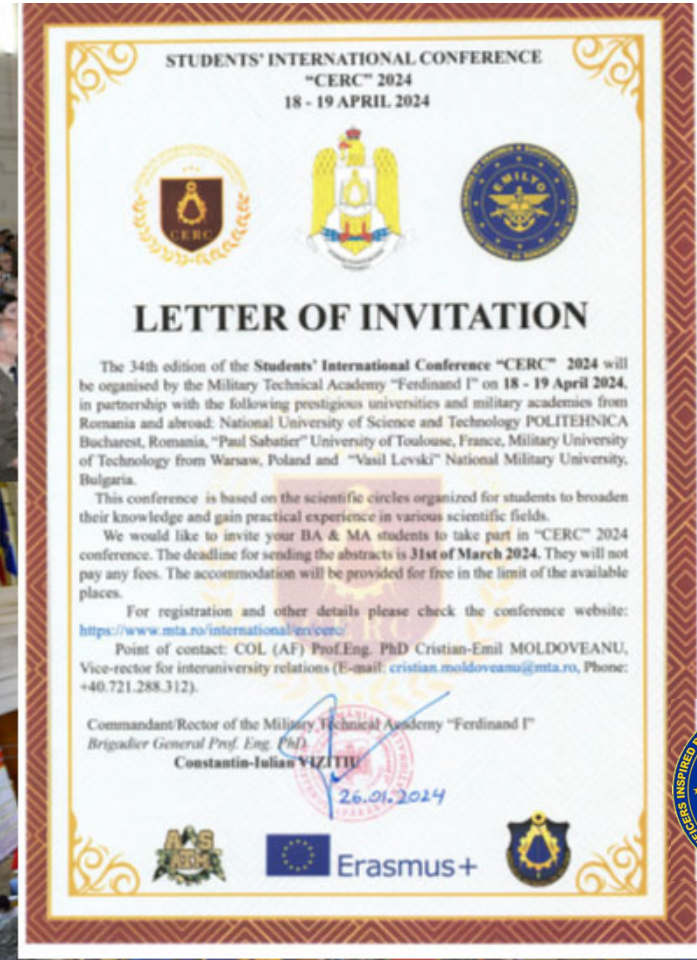 STUDENTS' INTERNATIONAL CONFERENCE
"CERC" 2024
18 - 19 APRIL 2024
CERC
EMILYO
LETTER OF INVITATION
The 34th edition of the Students' International Conference "CERC" 2024 will
be organised by the Military Technical Academy "Ferdinand I" on 18 - 19 April 2024,
in partnership with the following prestigious universities and military academies from
Romania and abroad: National University of Science and Technology POLITEHNICA
Bucharest, Romania, "Paul Sabatier" University of Toulouse, France, Military University
of Technology from Warsaw, Poland and "Vasil Levski" National Military University,
Bulgaria.
This conference is based on the scientific circles organized for students to broaden
their knowledge and gain practical experience in various scientific fields.
We would like to invite your BA & MA students to take part in "CERC" 2024
conference. The deadline for sending the abstracts is 31st of March 2024. They will not
pay any fees. The accommodation will be provided for free in the limit of the available
places.
For registration and other details please check the conference website:
https://www.mta.ro/international/en/cerc/
Point of contact: COL (AF) Prof.Eng. PhD Cristian-Emil MOLDOVEANU,
Vice-rector for interuniversity relations (E-mail: cristian.moldoveanu@mta.ro, Phone:
+40.721.288.312).
Commandant/Rector of the Military Technical Academy "Ferdinand I"
Brigadier General Prof. Eng. PhD.
Constantin-Iulian VIZITIU
26.01.2024
Erasmus+
OFFICERS INSPIRED